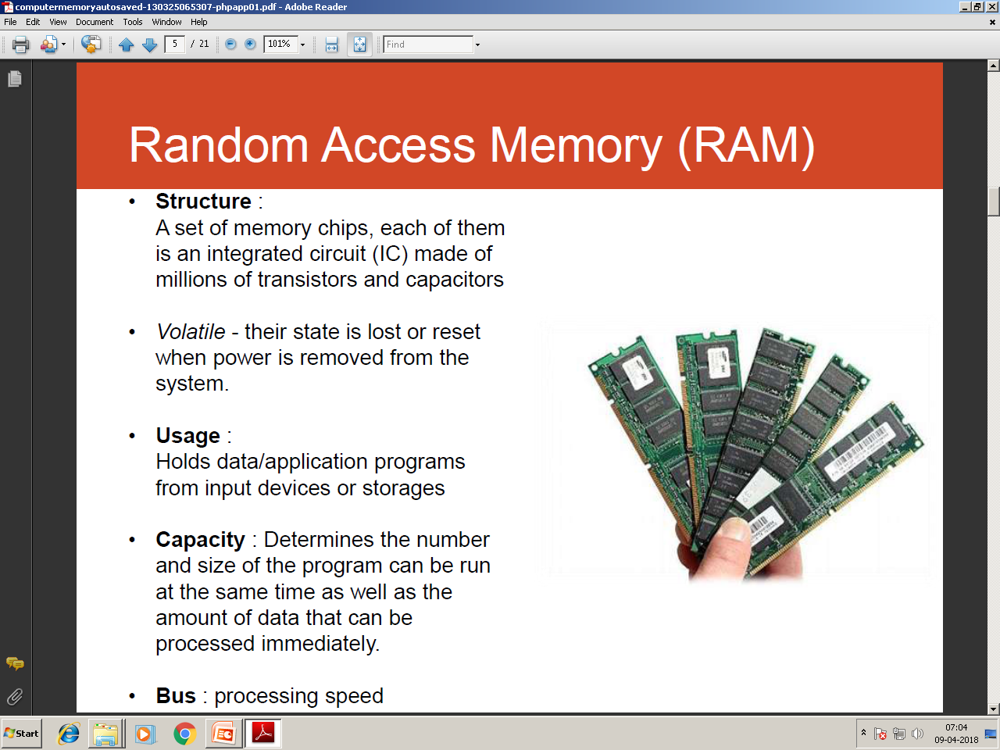 computermemoryautosaved-130325065307-phpapp01.pdf - Adobe Reader
File Edit View Document Tools Window Help
5 / 21 101% Find
Random Access Memory (RAM)
• Structure :
A set of memory chips, each of them
is an integrated circuit (IC) made of
millions of transistors and capacitors
• Volatile - their state is lost or reset
when power is removed from the
system.
• Usage :
Holds data/application programs
from input devices or storages
• Capacity : Determines the number
and size of the program can be run
at the same time as well as the
amount of data that can be
processed immediately.
• Bus : processing speed
Start
07:04
09-04-2018